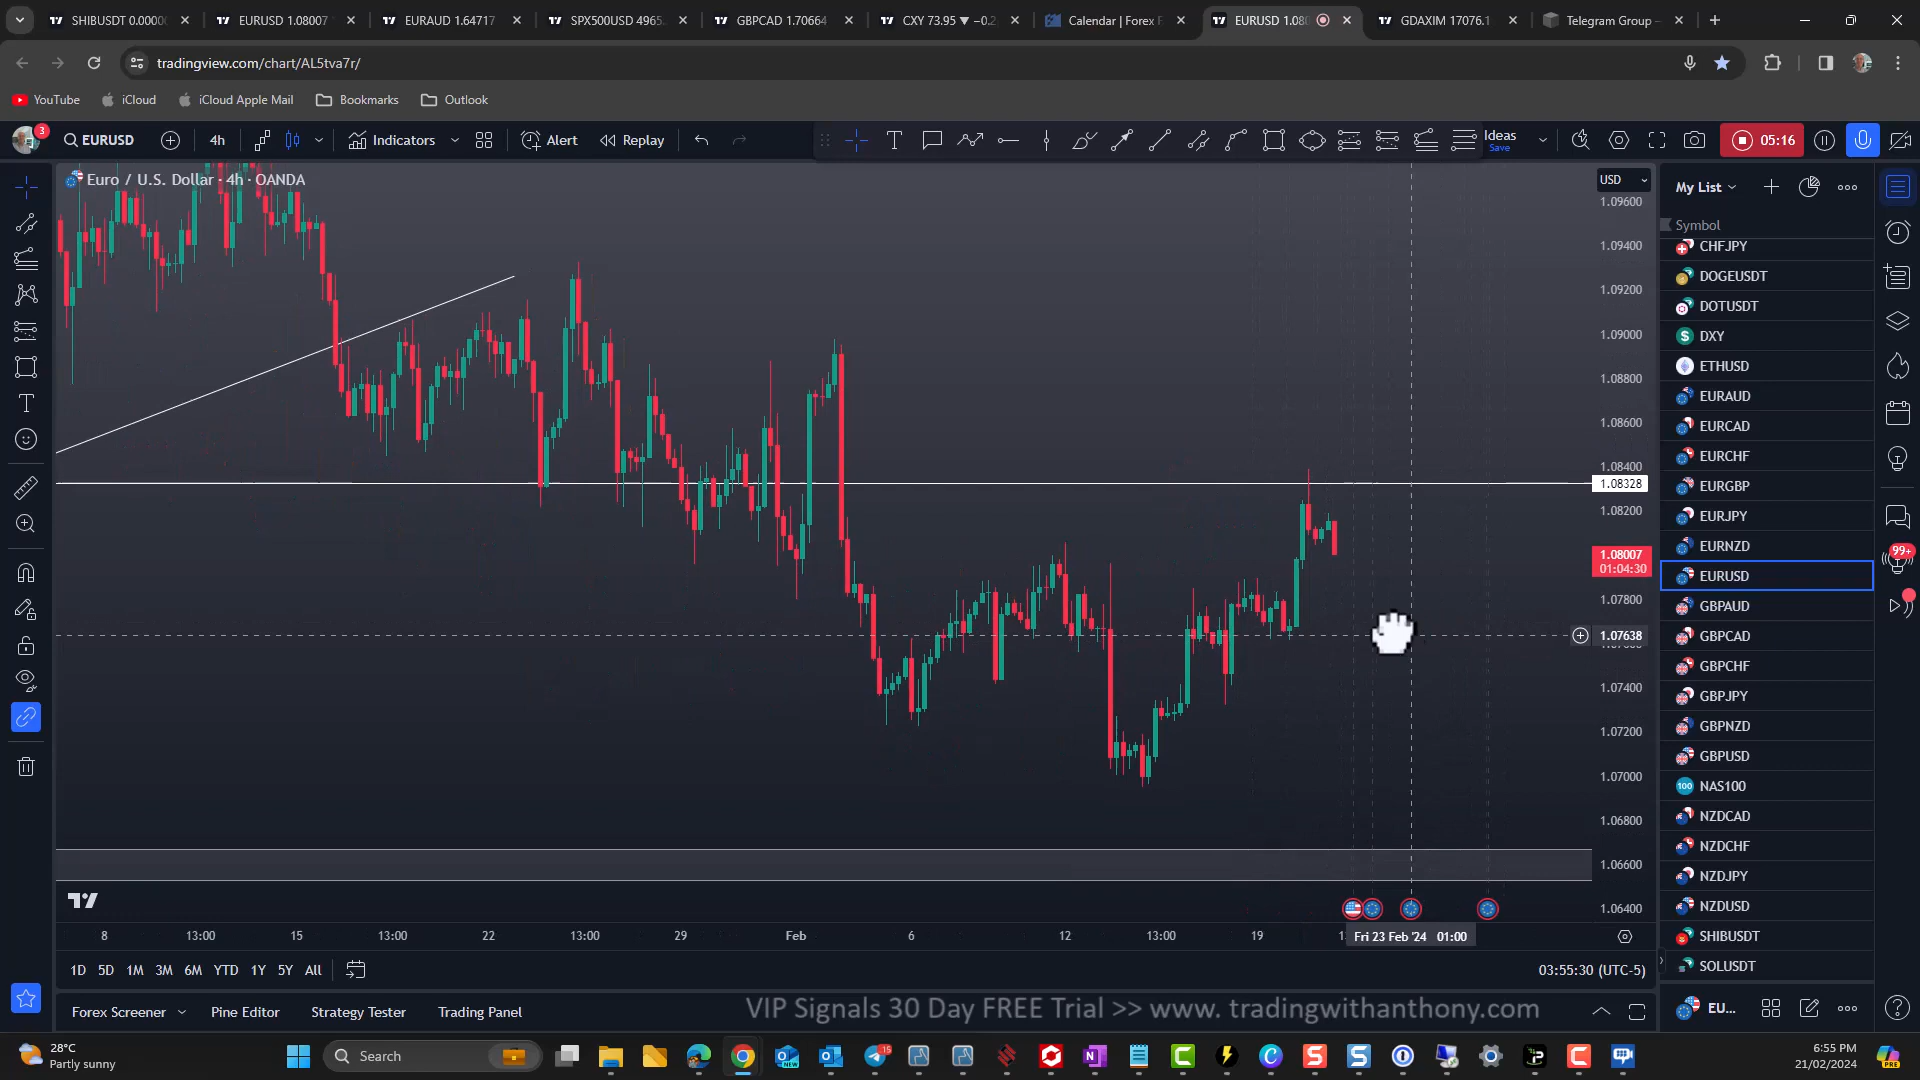 SHIBUSDT 0.0000
EURUSD 1.08007
EURAUD 1.64717
SPX500USD 4965
GBPCAD 1.70664
CXY 73.95 ▼ −0.2
Calendar | Forex F
EURUSD 1.080
GDAXIM 17076.1
Telegram Group –
tradingview.com/chart/AL5tva7r/
YouTube
iCloud
iCloud Apple Mail
Bookmarks
Outlook
3
EURUSD
4h
Indicators
Alert
Replay
Ideas
Save
05:16
Euro / U.S. Dollar · 4h · OANDA
USD
1.09600
1.09400
1.09200
1.09000
1.08800
1.08600
1.08400
1.08328
1.08200
1.08007
01:04:30
1.07800
1.07638
1.07400
1.07200
1.07000
1.06800
1.06600
1.06400
My List
Symbol
CHFJPY
DOGEUSDT
DOTUSDT
DXY
ETHUSD
EURAUD
EURCAD
EURCHF
EURGBP
EURJPY
EURNZD
EURUSD
GBPAUD
GBPCAD
GBPCHF
GBPJPY
GBPNZD
GBPUSD
NAS100
NZDCAD
NZDCHF
NZDJPY
NZDUSD
SHIBUSDT
SOLUSDT
99+
8
13:00
15
13:00
22
13:00
29
Feb
6
12
13:00
19
Fri 23 Feb '24 01:00
1D 5D 1M 3M 6M YTD 1Y 5Y All
03:55:30 (UTC-5)
Forex Screener
Pine Editor
Strategy Tester
Trading Panel
VIP Signals 30 Day FREE Trial >> www. tradingwithanthony.com
EU...
28°C
Partly sunny
Search
15
6:55 PM
21/02/2024